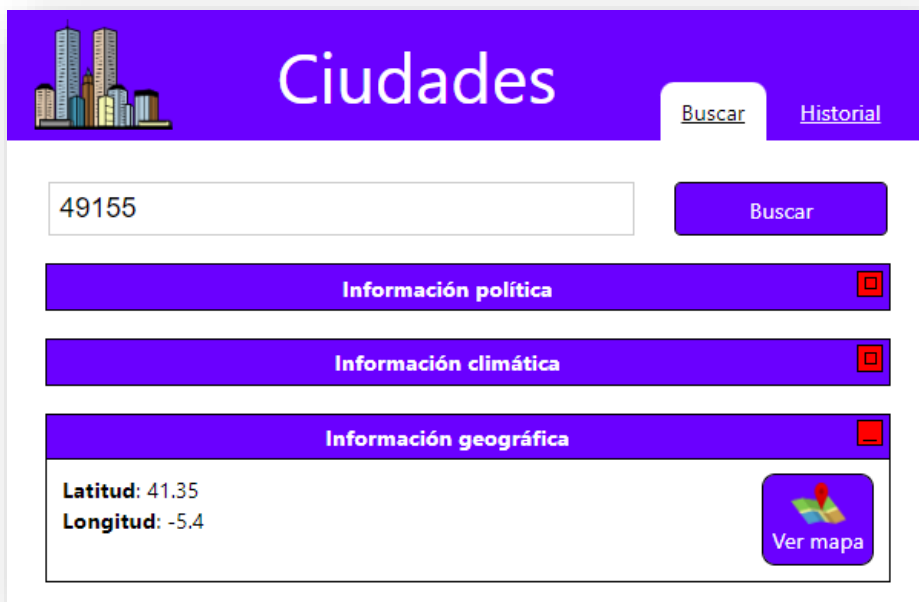 Ciudades
Buscar Historial
49155 Buscar
Información política
Información climática
Información geográfica
Latitud: 41.35
Longitud: -5.4
Ver mapa